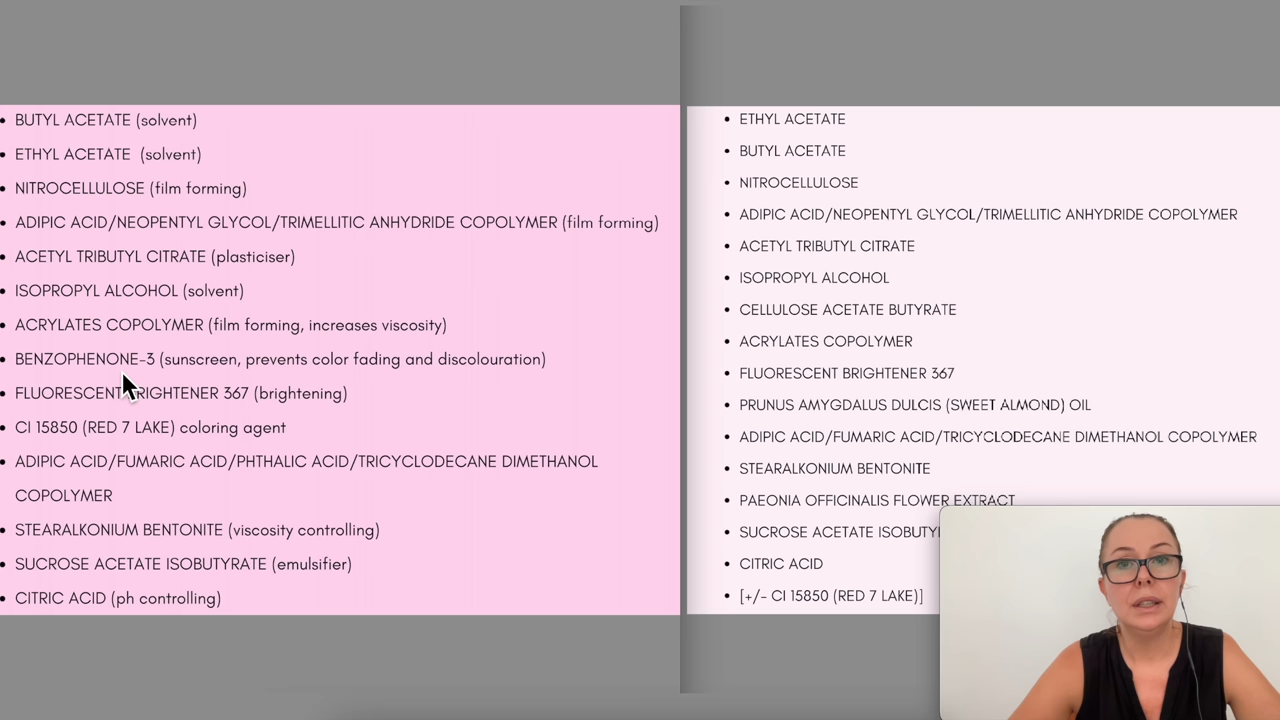 BUTYL ACETATE (solvent)
ETHYL ACETATE (solvent)
NITROCELLULOSE (film forming)
ADIPIC ACID/NEOPENTYL GLYCOL/TRIMELLITIC ANHYDRIDE COPOLYMER (film forming)
ACETYL TRIBUTYL CITRATE (plasticiser)
ISOPROPYL ALCOHOL (solvent)
ACRYLATES COPOLYMER (film forming, increases viscosity)
BENZOPHENONE-3 (sunscreen, prevents color fading and discolouration)
FLUORESCENT BRIGHTENER 367 (brightening)
CI 15850 (RED 7 LAKE) coloring agent
ADIPIC ACID/FUMARIC ACID/PHTHALIC ACID/TRICYCLODECANE DIMETHANOL
COPOLYMER
STEARALKONIUM BENTONITE (viscosity controlling)
SUCROSE ACETATE ISOBUTYRATE (emulsifier)
CITRIC ACID (ph controlling)
ETHYL ACETATE
BUTYL ACETATE
NITROCELLULOSE
ADIPIC ACID/NEOPENTYL GLYCOL/TRIMELLITIC ANHYDRIDE COPOLYMER
ACETYL TRIBUTYL CITRATE
ISOPROPYL ALCOHOL
CELLULOSE ACETATE BUTYRATE
ACRYLATES COPOLYMER
FLUORESCENT BRIGHTENER 367
PRUNUS AMYGDALUS DULCIS (SWEET ALMOND) OIL
ADIPIC ACID/FUMARIC ACID/TRICYCLODECANE DIMETHANOL COPOLYMER
STEARALKONIUM BENTONITE
PAEONIA OFFICINALIS FLOWER EXTRACT
SUCROSE ACETATE
CITRIC ACID
[+/- CI 15850 (RED 7 LAKE)]